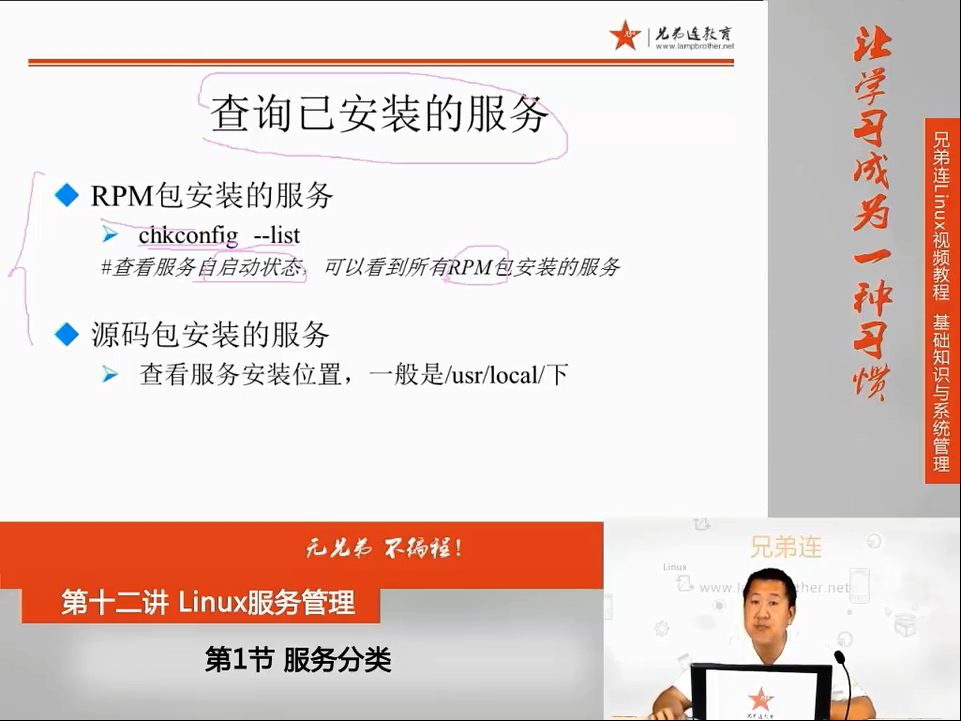 兄弟连教育
www.lampbrother.net
查询已安装的服务
RPM包安装的服务
chkconfig --list
#查看服务自启动状态，可以看到所有RPM包安装的服务
源码包安装的服务
查看服务安装位置，一般是/usr/local/下
让学习成为一种习惯
兄弟连Linux视频教程 基础知识与系统管理
无兄弟 不编程！
第十二讲 Linux服务管理
第1节 服务分类
兄弟连
Linux